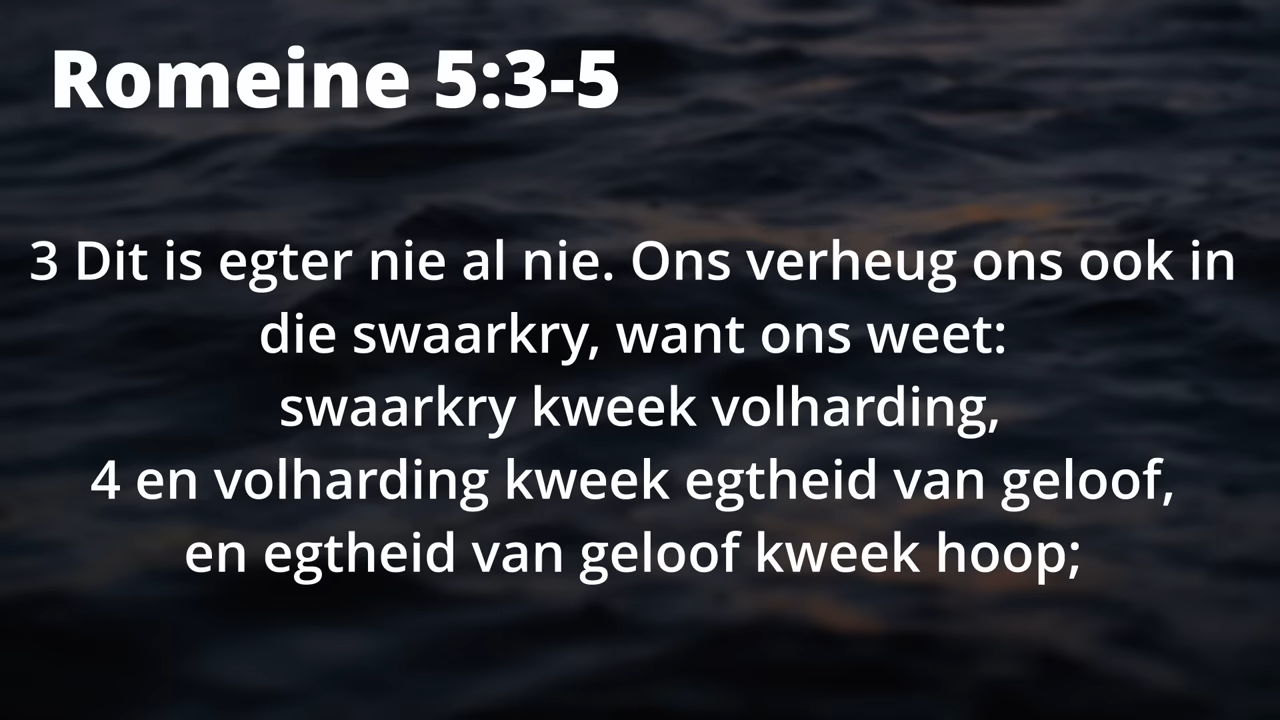 Romeine 5:3-5
3 Dit is egter nie al nie. Ons verheug ons ook in
die swaarkry, want ons weet:
swaarkry kweek volharding,
4 en volharding kweek egtheid van geloof,
en egtheid van geloof kweek hoop;